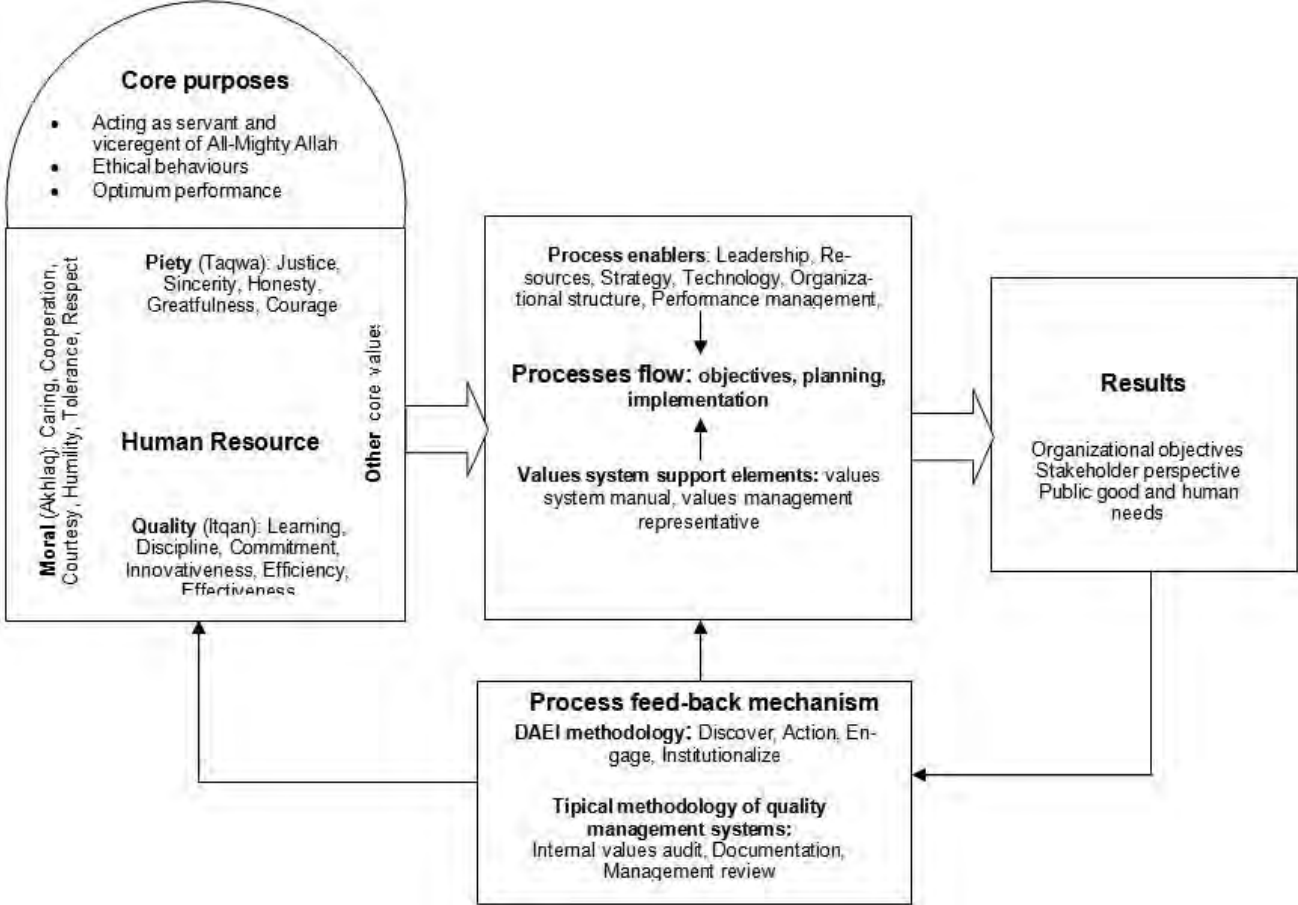 Core purposes
• Acting as servant and
viceregent of All-Mighty Allah
• Ethical behaviours
• Optimum performance
Moral (Akhlaq): Caring, Cooperation,
Courtesy, Humility, Tolerance, Respect
Piety (Taqwa): Justice,
Sincerity, Honesty,
Greatfulness, Courage
Human Resource
Quality (Itqan): Learning,
Discipline, Commitment,
Innovativeness, Efficiency,
Effectiveness
Other core values
Process enablers: Leadership, Re-
sources, Strategy, Technology, Organiza-
tional structure, Performance management,
Processes flow: objectives, planning,
implementation
Values system support elements: values
system manual, values management
representative
Results
Organizational objectives
Stakeholder perspective
Public good and human
needs
Process feed-back mechanism
DAEI methodology: Discover, Action, En-
gage, Institutionalize
Tipical methodology of quality
management systems:
Internal values audit, Documentation,
Management review